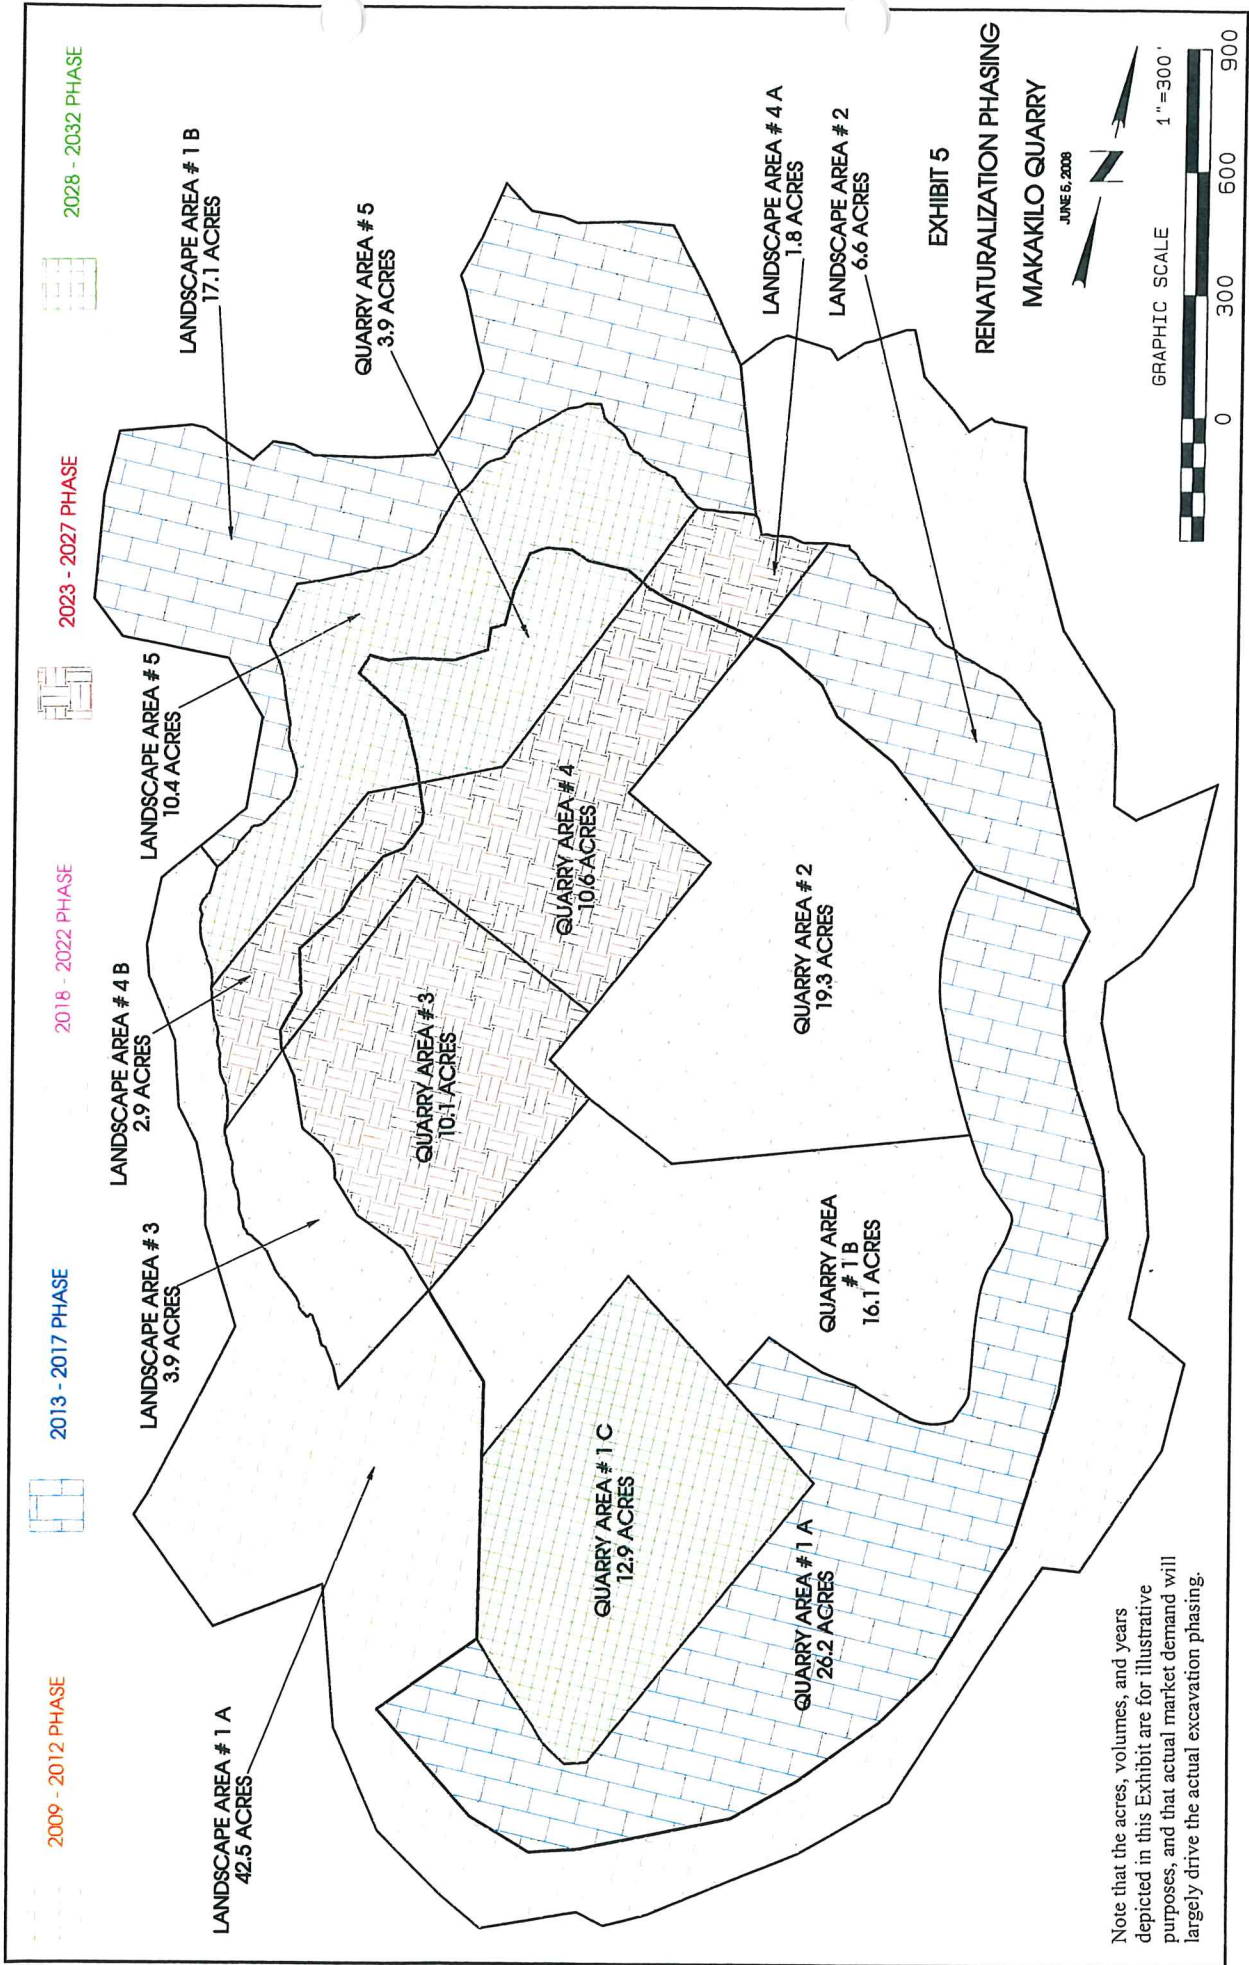 2009 - 2012 PHASE
2013 - 2017 PHASE
2018 - 2022 PHASE
2023 - 2027 PHASE
2028 - 2032 PHASE
LANDSCAPE AREA # 1 A
42.5 ACRES
LANDSCAPE AREA # 3
3.9 ACRES
LANDSCAPE AREA # 4 B
2.9 ACRES
LANDSCAPE AREA # 5
10.4 ACRES
LANDSCAPE AREA # 1 B
17.1 ACRES
QUARRY AREA # 5
3.9 ACRES
QUARRY AREA # 3
10.1 ACRES
QUARRY AREA # 4
10.6 ACRES
QUARRY AREA # 1 C
12.9 ACRES
QUARRY AREA # 1 A
26.2 ACRES
QUARRY AREA
# 1 B
16.1 ACRES
QUARRY AREA # 2
19.3 ACRES
LANDSCAPE AREA # 4 A
1.8 ACRES
LANDSCAPE AREA # 2
6.6 ACRES
EXHIBIT 5
RENATURALIZATION PHASING
MAKAKILO QUARRY
JUNE 5, 2008
N
GRAPHIC SCALE
1"=300'
0
300
600
900
Note that the acres, volumes, and years
depicted in this Exhibit are for illustrative
purposes, and that actual market demand will
largely drive the actual excavation phasing.